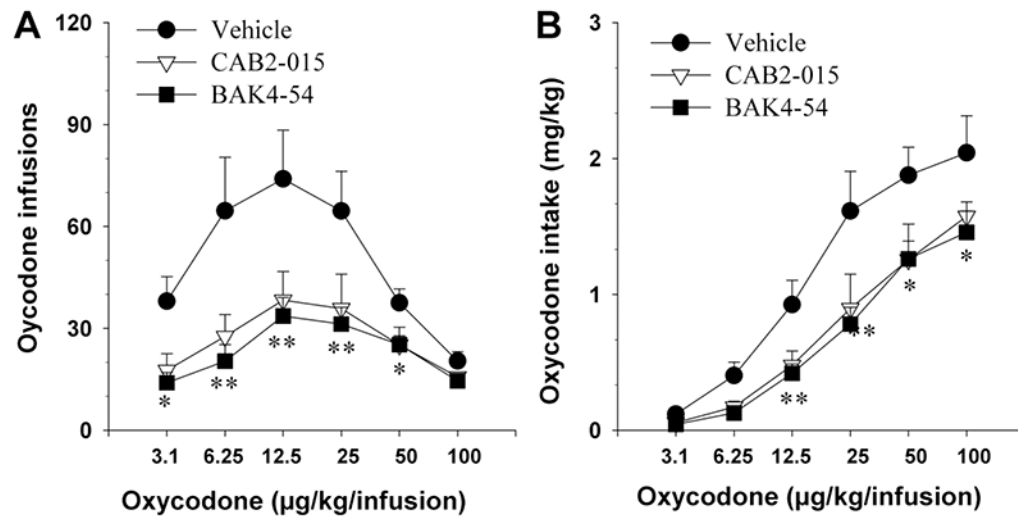 A
Vehicle
CAB2-015
BAK4-54
Oycodone infusions
120
90
60
30
0
*
**
**
**
*
3.1 6.25 12.5 25 50 100
Oxycodone (µg/kg/infusion)
B
Vehicle
CAB2-015
BAK4-54
Oxycodone intake (mg/kg)
3
2
1
0
**
**
*
*
3.1 6.25 12.5 25 50 100
Oxycodone (µg/kg/infusion)